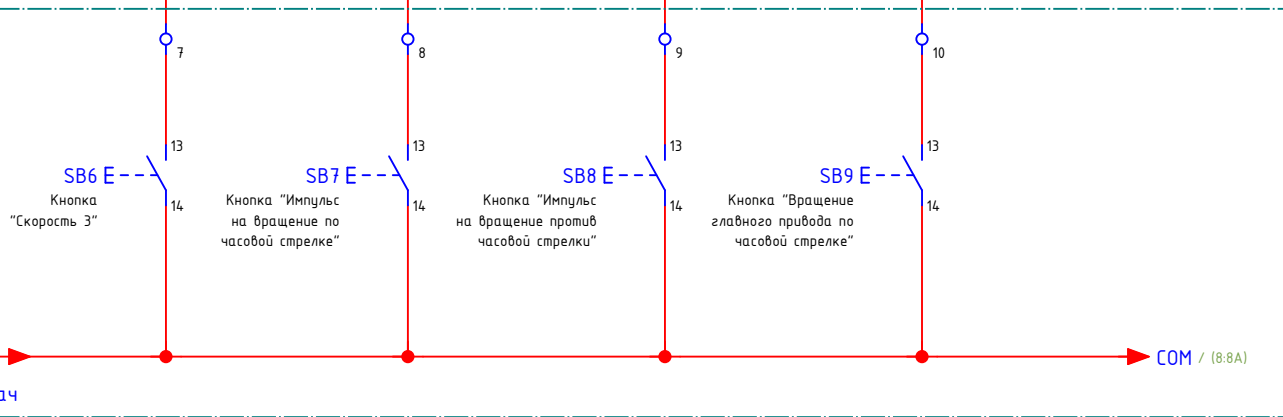 7
8
9
10
13
13
13
13
SB6
Кнопка
"Скорость 3"
14
SB7
Кнопка "Импульс
на вращение по
часовой стрелке"
14
SB8
Кнопка "Импульс
на вращение против
часовой стрелки"
14
SB9
Кнопка "Вращение
главного привода по
часовой стрелке"
14
COM / (8:8A)